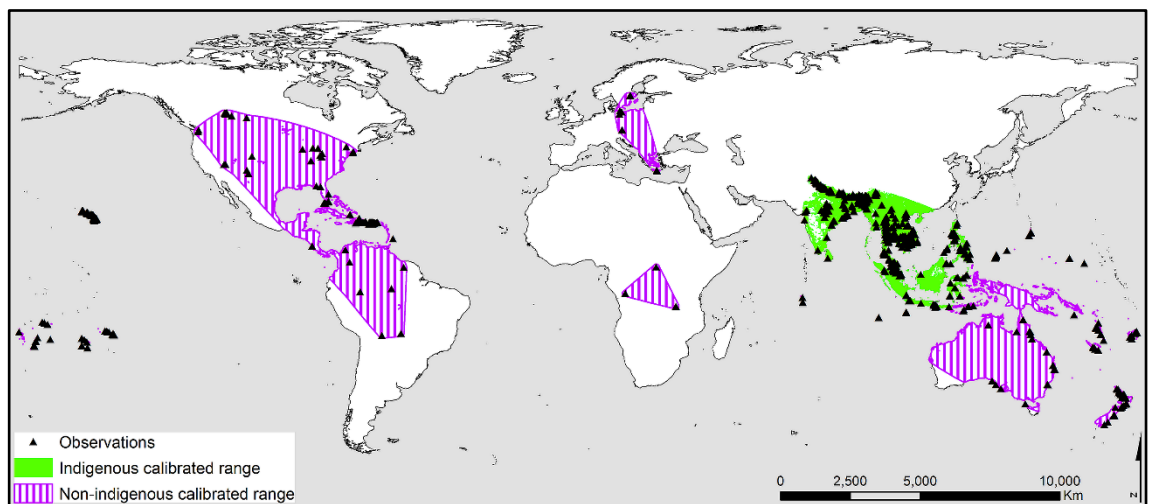 Observations
Indigenous calibrated range
Non-indigenous calibrated range
0 2,500 5,000 10,000
Km
N